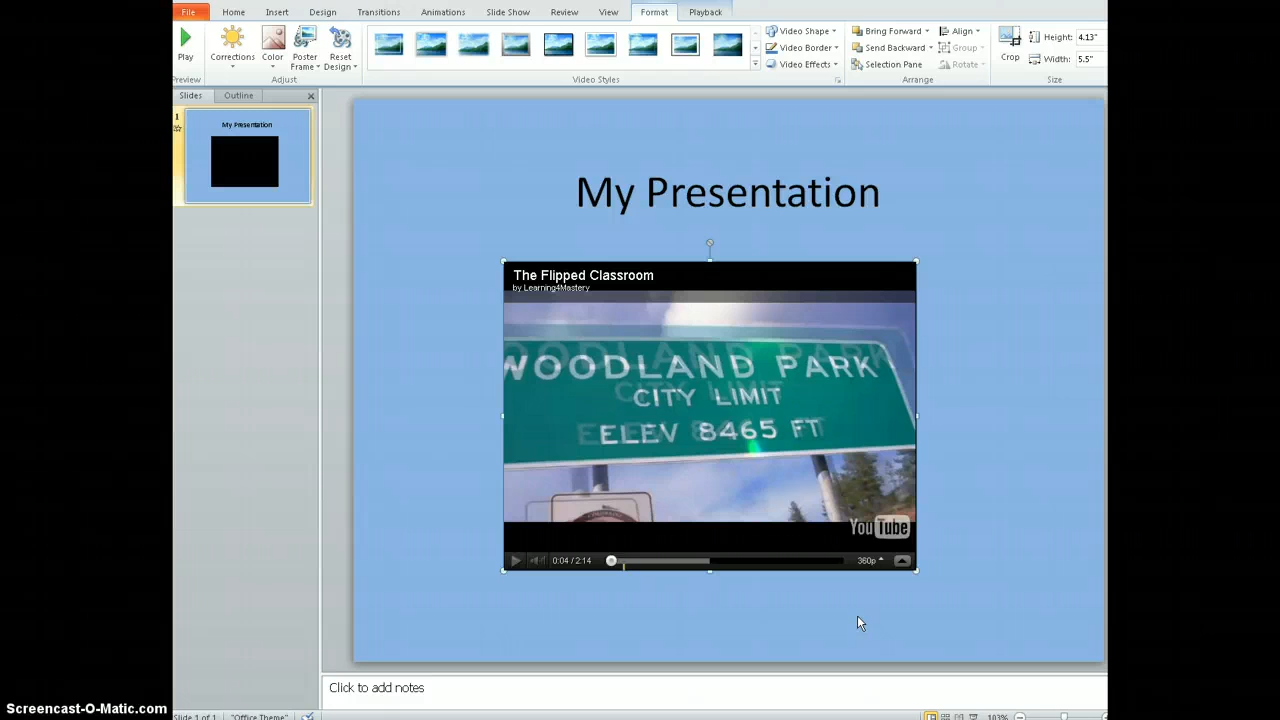 File Home Insert Design Transitions Animations Slide Show Review View Format Playback
Play Corrections Color Poster Frame Reset Design
Video Shape
Video Border
Video Effects
Bring Forward
Send Backward
Selection Pane
Align
Group
Rotate
Crop
Height: 4.13"
Width: 5.5"
Preview Adjust Video Styles Arrange Size
Slides Outline
1
My Presentation
My Presentation
The Flipped Classroom
by Learning4Mastery
WOODLAND PARK
CITY LIMIT
ELEV 8465 FT
YouTube
0:04 / 2:14 360p
Click to add notes
Screencast-O-Matic.com
Slide 1 of 1 "Office Theme" 103%